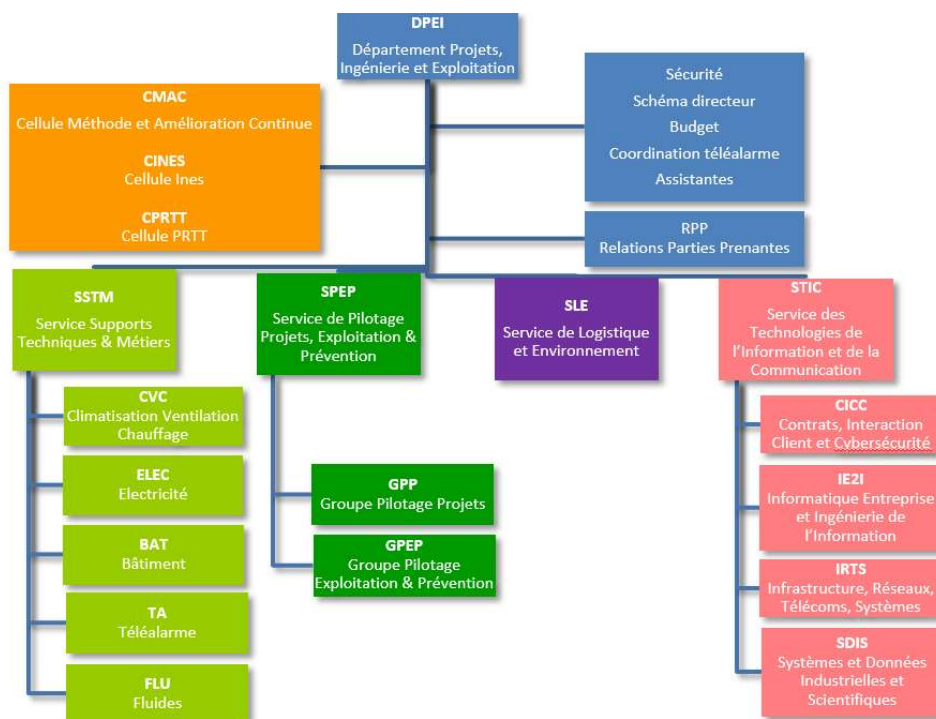 DPEI
Département Projets,
Ingénierie et Exploitation
CMAC
Cellule Méthode et Amélioration Continue
CINES
Cellule Ines
CPRTT
Cellule PRTT
Sécurité
Schéma directeur
Budget
Coordination téléalarme
Assistantes
RPP
Relations Parties Prenantes
SSTM
Service Supports
Techniques & Métiers
CVC
Climatisation Ventilation
Chauffage
ELEC
Electricité
BAT
Bâtiment
TA
Téléalarme
FLU
Fluides
SPEP
Service de Pilotage
Projets, Exploitation &
Prévention
GPP
Groupe Pilotage Projets
GPEP
Groupe Pilotage
Exploitation & Prévention
SLE
Service de Logistique
et Environnement
STIC
Service des
Technologies de
l'Information et de la
Communication
CICC
Contrats, Interaction
Client et Cybersécurité
IE2I
Informatique Entreprise
et Ingénierie de
l'Information
IRTS
Infrastructure, Réseaux,
Télécoms, Systèmes
SDIS
Systèmes et Données
Industrielles et
Scientifiques